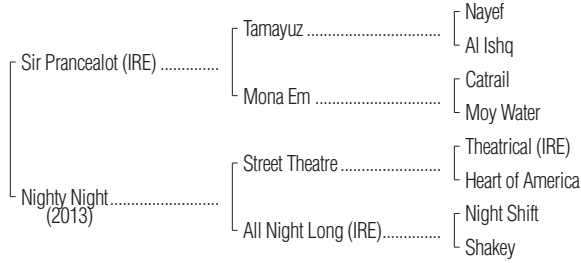 Nayef
Tamayuz ..............................
Al Ishq
Sir Prancealot (IRE) .............
Catrail
Mona Em ............................
Moy Water
Theatrical (IRE)
Street Theatre ......................
Heart of America
Nighty Night ........................
(2013)
Night Shift
All Night Long (IRE) .............
Shakey